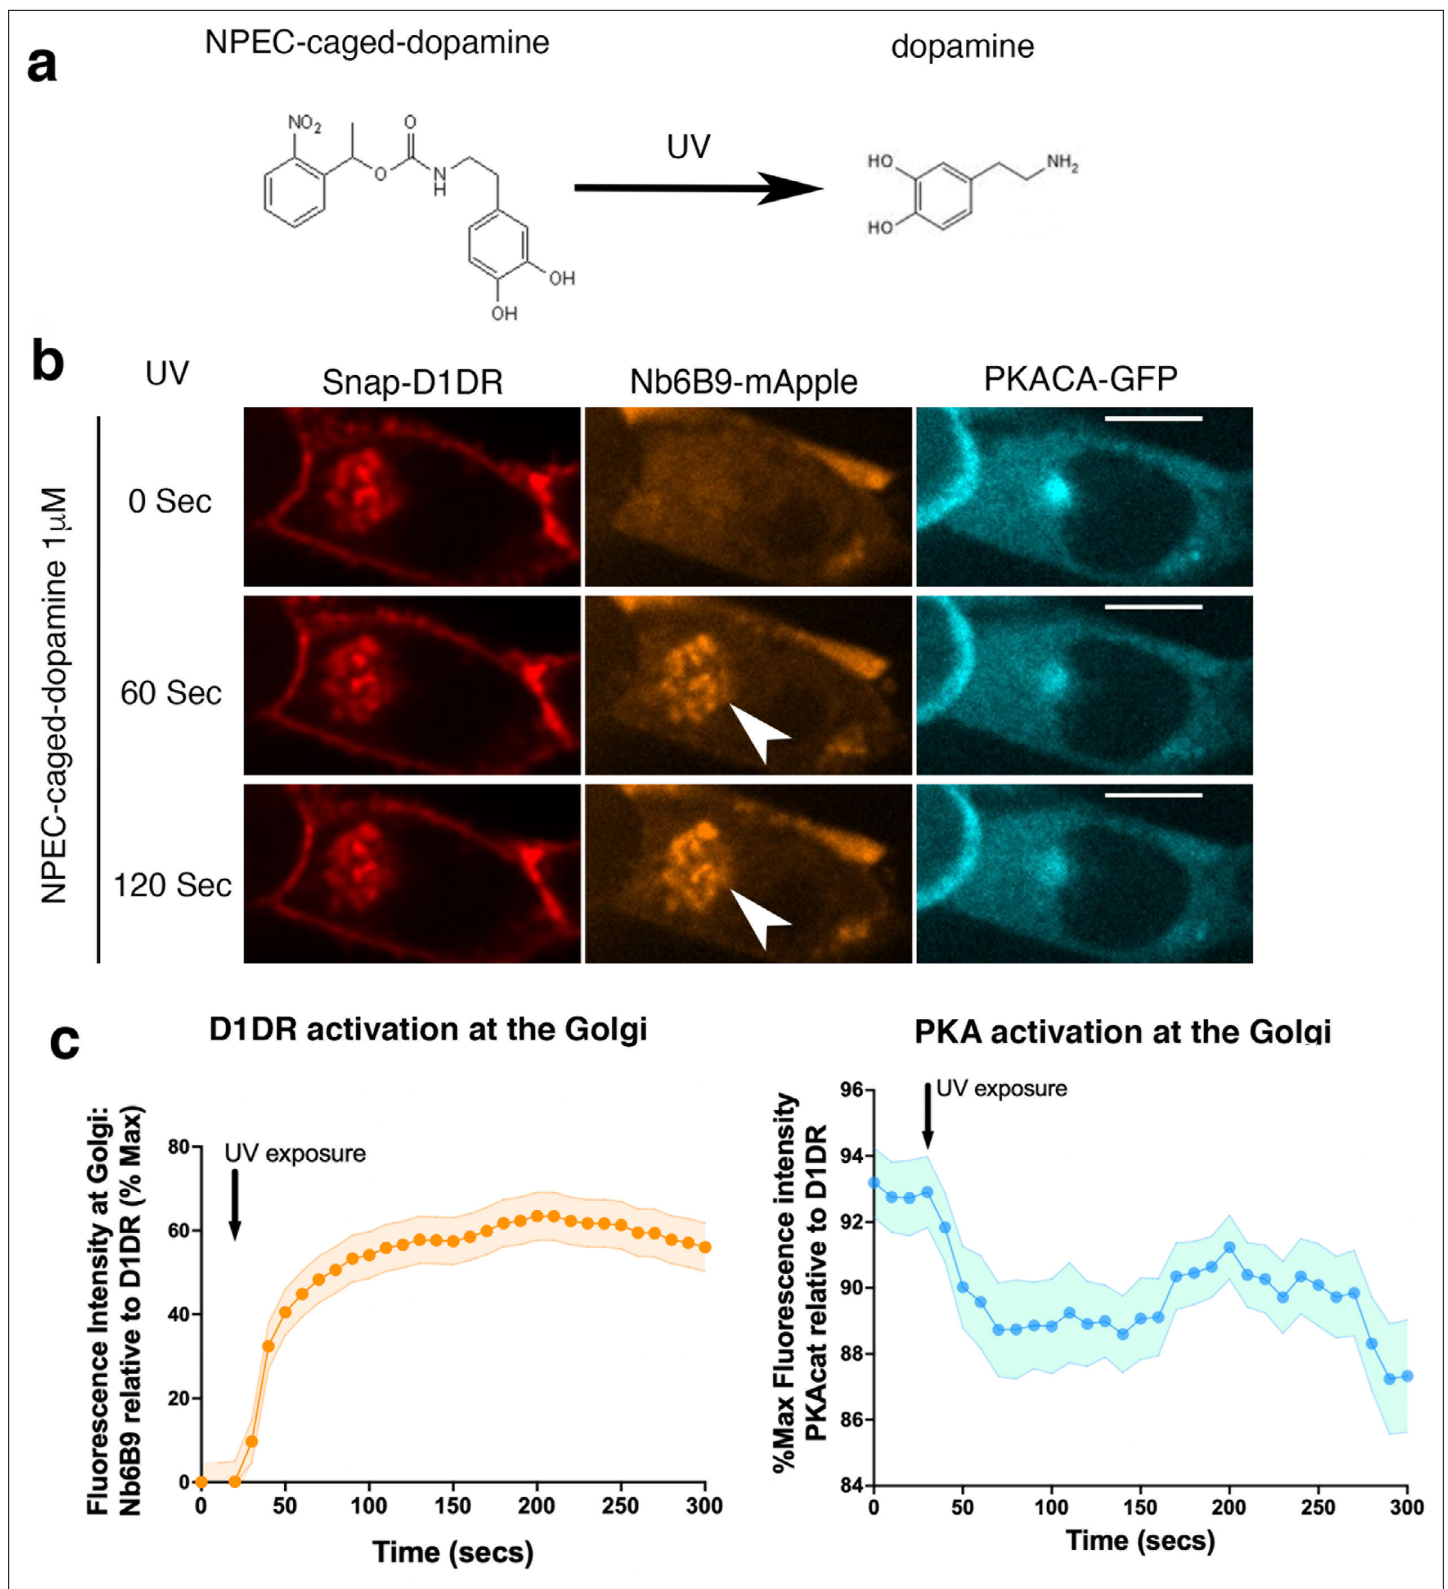 a
NPEC-caged-dopamine
dopamine
NO2
O
O
N
H
OH
OH
UV
HO
HO
NH2
b
UV
Snap-D1DR
Nb6B9-mApple
PKACA-GFP
NPEC-caged-dopamine 1µM
0 Sec
60 Sec
120 Sec
c
D1DR activation at the Golgi
Fluorescence Intensity at Golgi:
Nb6B9 relative to D1DR (% Max)
UV exposure
80
60
40
20
0
0 50 100 150 200 250 300
Time (secs)
PKA activation at the Golgi
%Max Fluorescence intensity
PKAcat relative to D1DR
UV exposure
96
94
92
90
88
86
84
0 50 100 150 200 250 300
Time (secs)